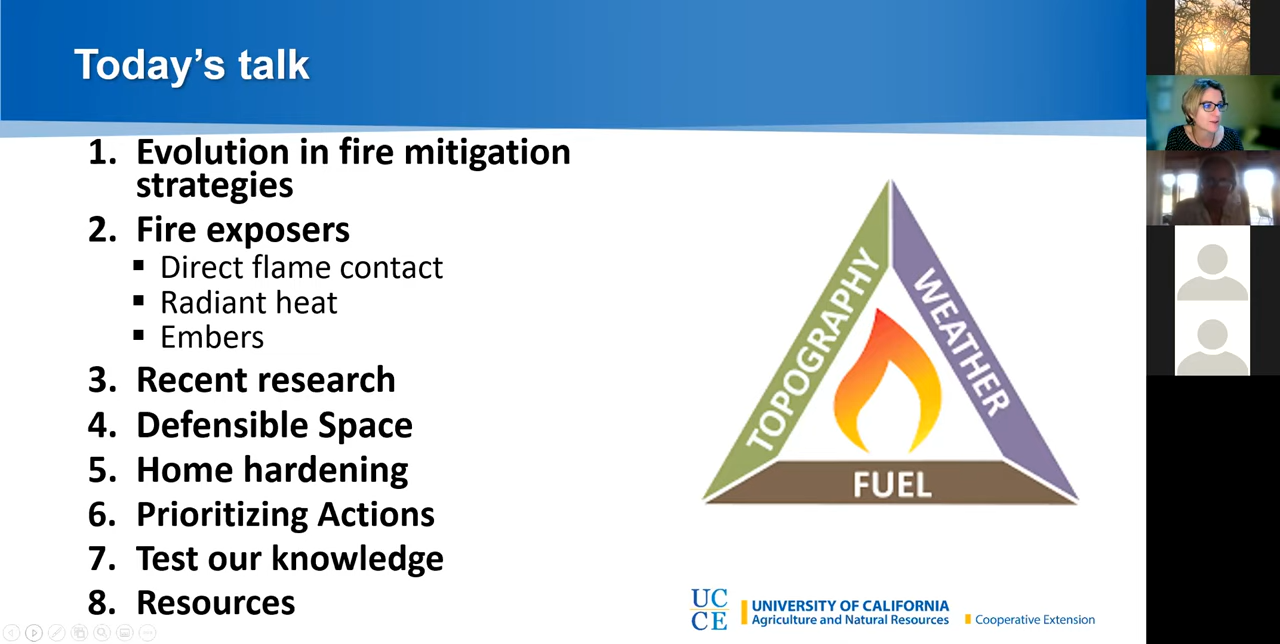 Today's talk
1. Evolution in fire mitigation
strategies
2. Fire exposers
▪ Direct flame contact
▪ Radiant heat
▪ Embers
3. Recent research
4. Defensible Space
5. Home hardening
6. Prioritizing Actions
7. Test our knowledge
8. Resources
TOPOGRAPHY
WEATHER
FUEL
UC
CE
UNIVERSITY OF CALIFORNIA
Agriculture and Natural Resources
Cooperative Extension